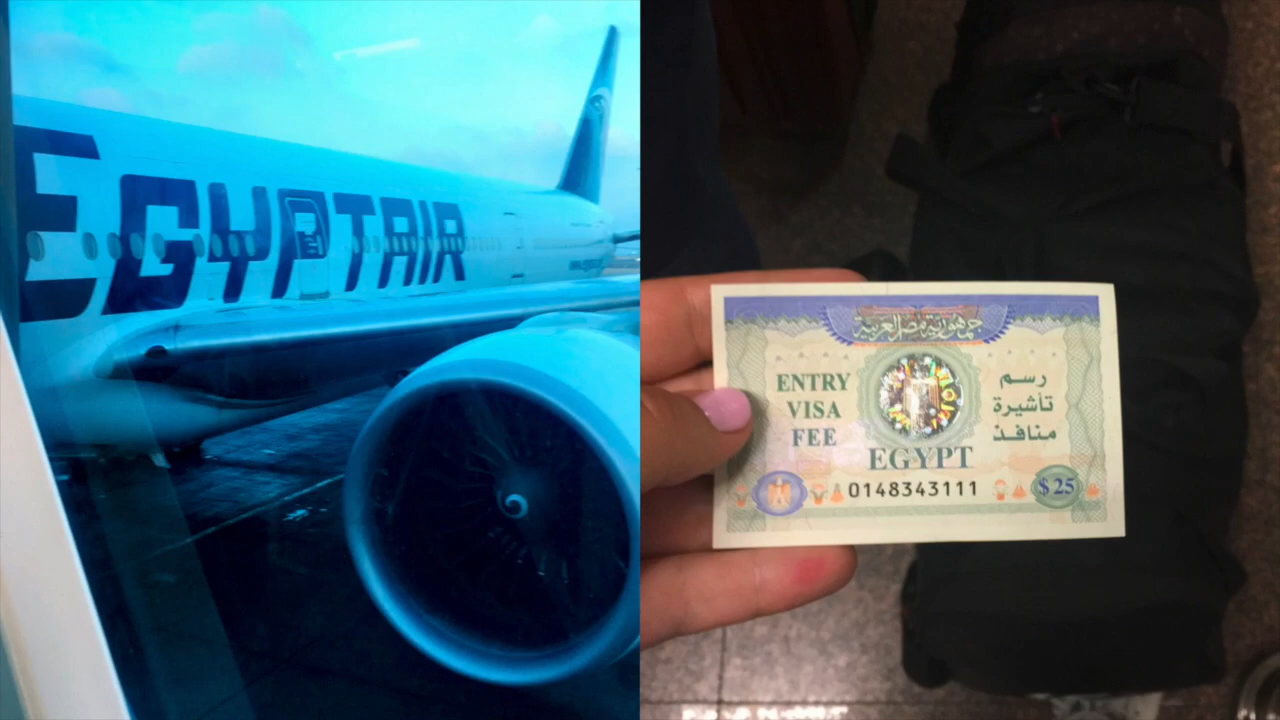 EGYPTAIR
جمهورية مصر العربية
ENTRY
VISA
FEE
رسم
تأشيرة
منافذ
EGYPT
0148343111
$25